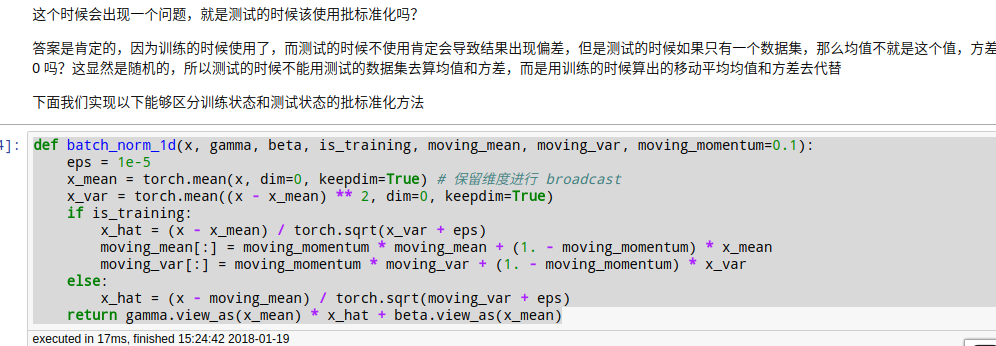 这个时候会出现一个问题，就是测试的时候该使用批标准化吗？
答案是肯定的，因为训练的时候使用了，而测试的时候不使用肯定会导致结果出现偏差，但是测试的时候如果只有一个数据集，那么均值不就是这个值，方差
0 吗？这显然是随机的，所以测试的时候不能用测试的数据集去算均值和方差，而是用训练的时候算出的移动平均均值和方差去代替
下面我们实现以下能够区分训练状态和测试状态的批标准化方法
4]: def batch_norm_1d(x, gamma, beta, is_training, moving_mean, moving_var, moving_momentum=0.1):
    eps = 1e-5
    x_mean = torch.mean(x, dim=0, keepdim=True) # 保留维度进行 broadcast
    x_var = torch.mean((x - x_mean) ** 2, dim=0, keepdim=True)
    if is_training:
        x_hat = (x - x_mean) / torch.sqrt(x_var + eps)
        moving_mean[:] = moving_momentum * moving_mean + (1. - moving_momentum) * x_mean
        moving_var[:] = moving_momentum * moving_var + (1. - moving_momentum) * x_var
    else:
        x_hat = (x - moving_mean) / torch.sqrt(moving_var + eps)
    return gamma.view_as(x_mean) * x_hat + beta.view_as(x_mean)
executed in 17ms, finished 15:24:42 2018-01-19